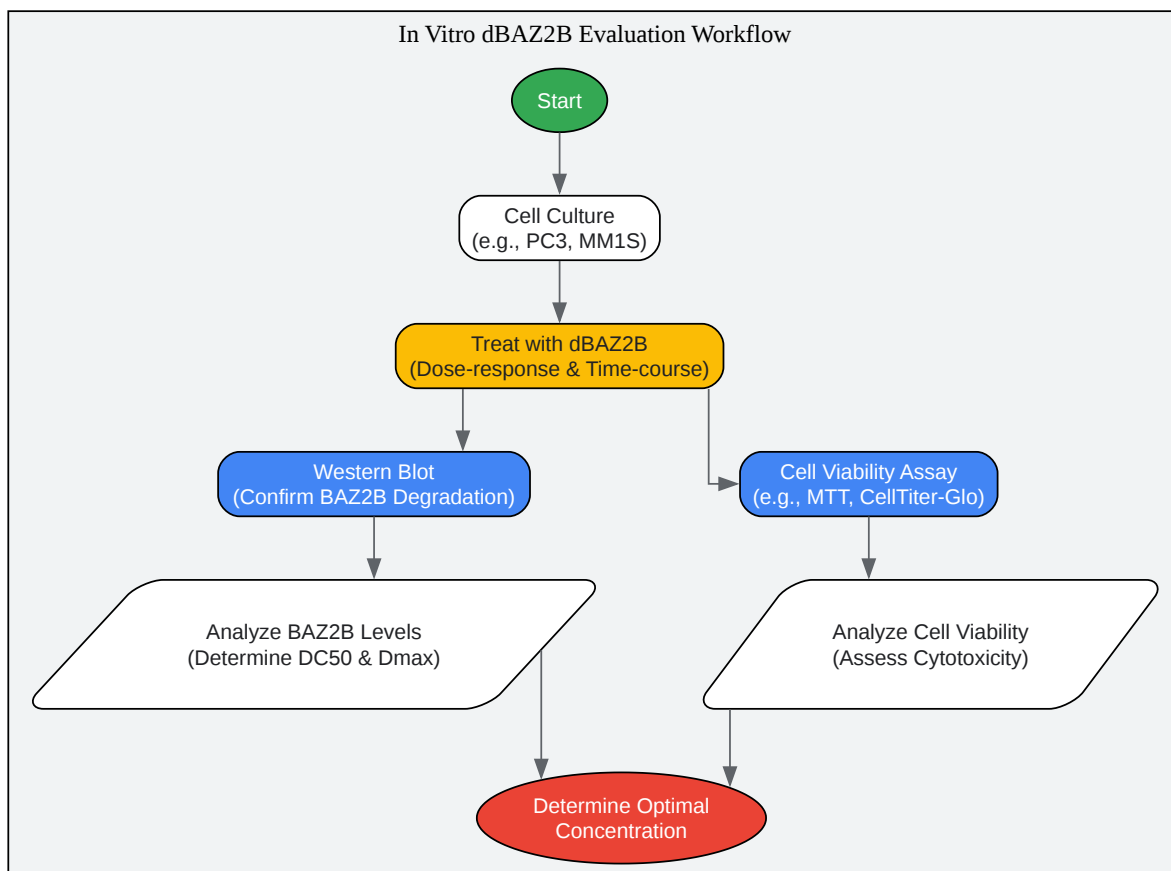 In Vitro dBAZ2B Evaluation Workflow
Start
Cell Culture
(e.g., PC3, MM1S)
Treat with dBAZ2B
(Dose-response & Time-course)
Western Blot
(Confirm BAZ2B Degradation)
Cell Viability Assay
(e.g., MTT, CellTiter-Glo)
Analyze BAZ2B Levels
(Determine DC50 & Dmax)
Analyze Cell Viability
(Assess Cytotoxicity)
Determine Optimal
Concentration